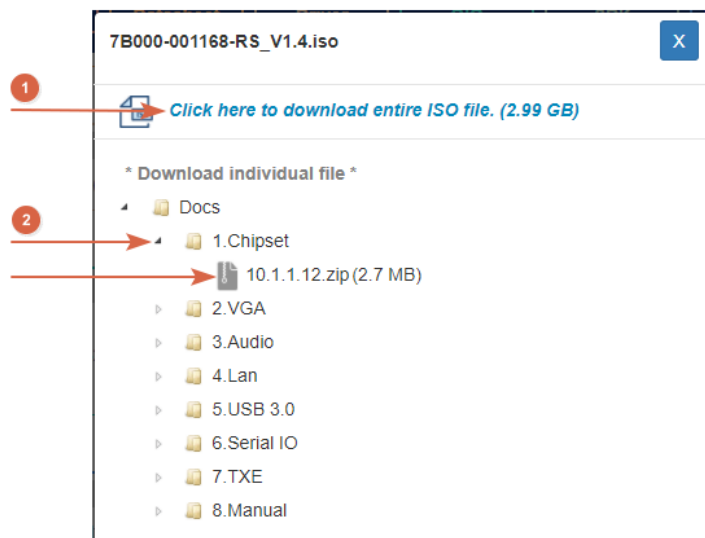 7B000-001168-RS_V1.4.iso
X
1
Click here to download entire ISO file. (2.99 GB)
* Download individual file *
Docs
2
1.Chipset
10.1.1.12.zip (2.7 MB)
2.VGA
3.Audio
4.Lan
5.USB 3.0
6.Serial IO
7.TXE
8.Manual